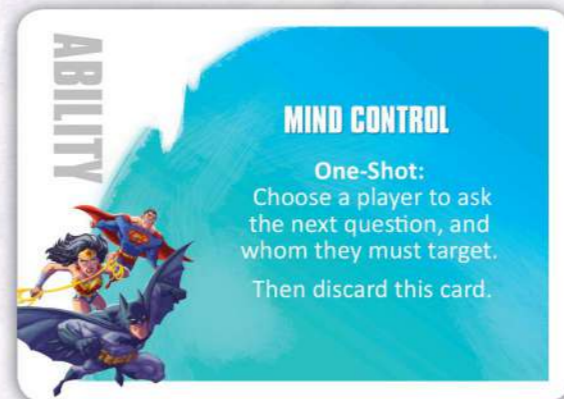 ABILITY
MIND CONTROL
One-Shot:
Choose a player to ask
the next question, and
whom they must target.
Then discard this card.